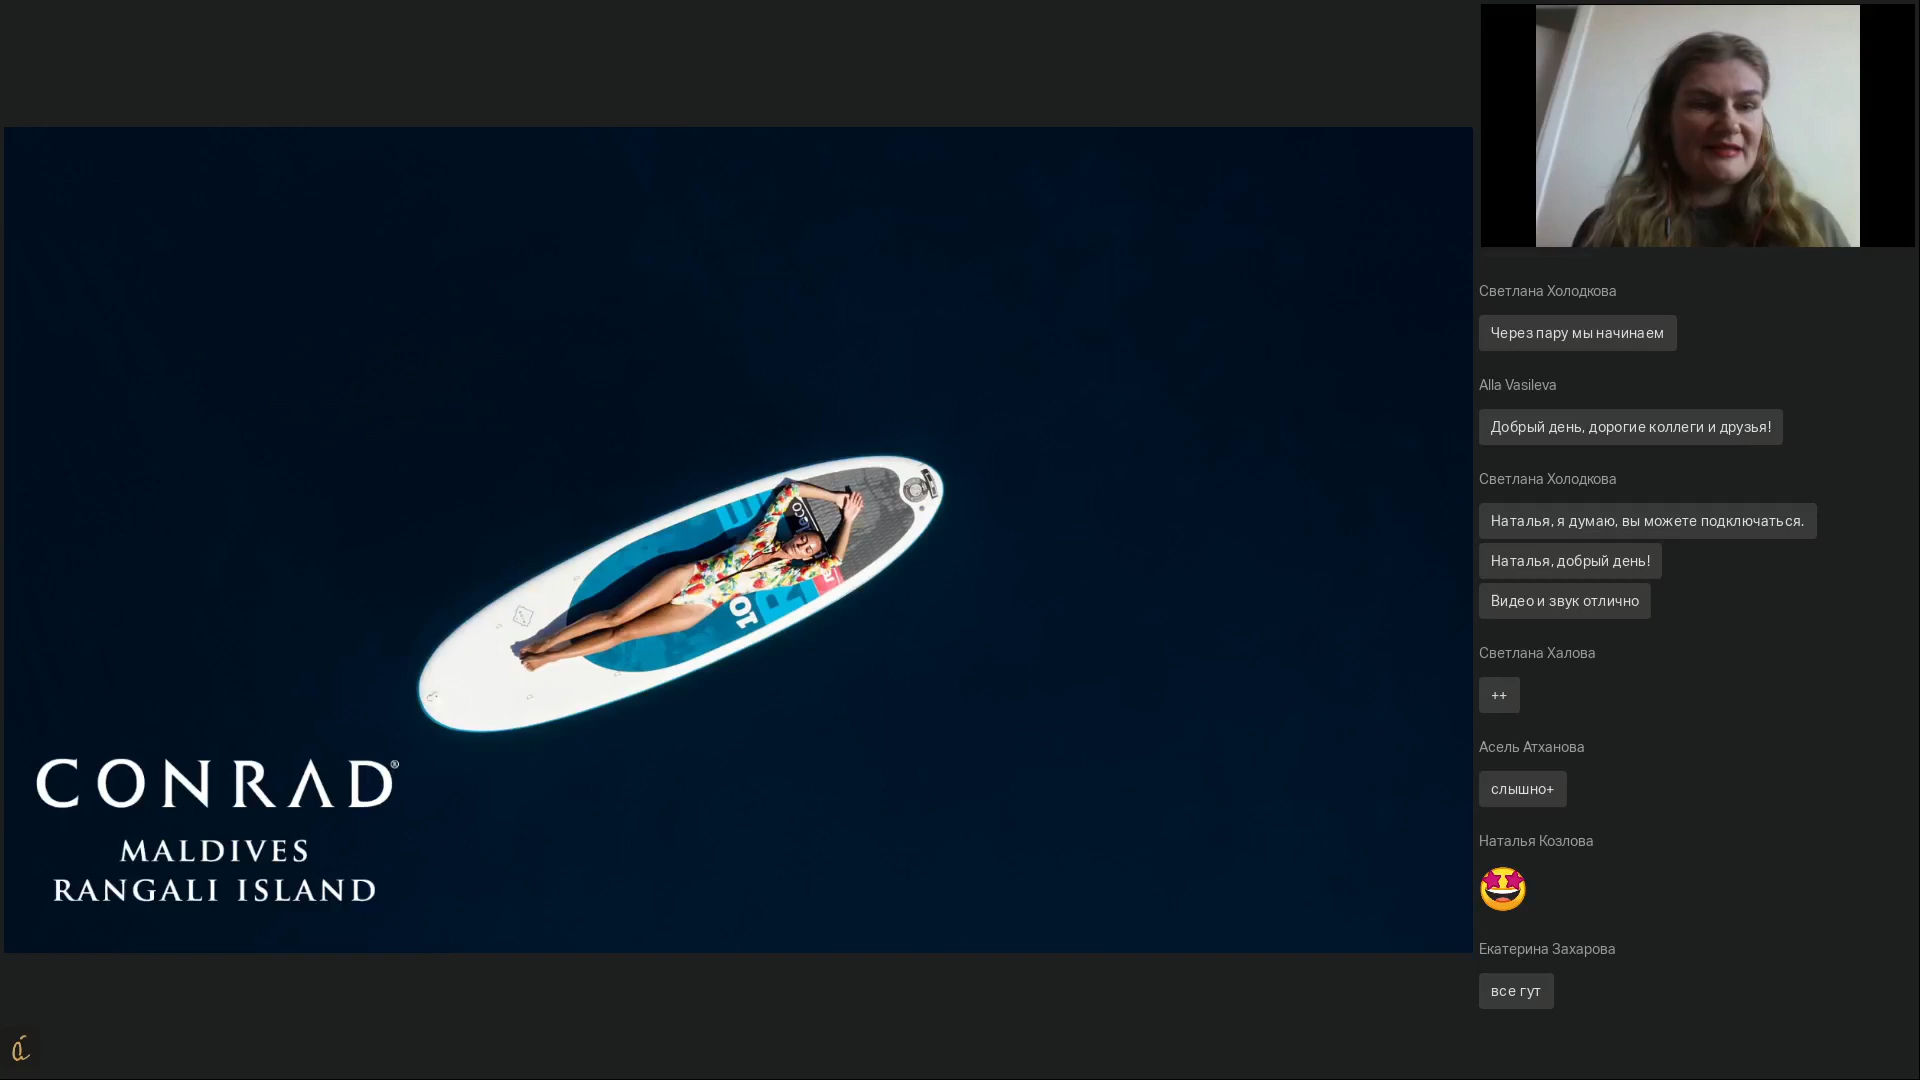 CONRAD®
MALDIVES
RANGALI ISLAND
10
Светлана Холодкова
Через пару мы начинаем
Alla Vasileva
Добрый день, дорогие коллеги и друзья!
Светлана Холодкова
Наталья, я думаю, вы можете подключаться.
Наталья, добрый день!
Видео и звук отлично
Светлана Халова
++
Асель Атханова
слышно+
Наталья Козлова
Екатерина Захарова
все гут
á